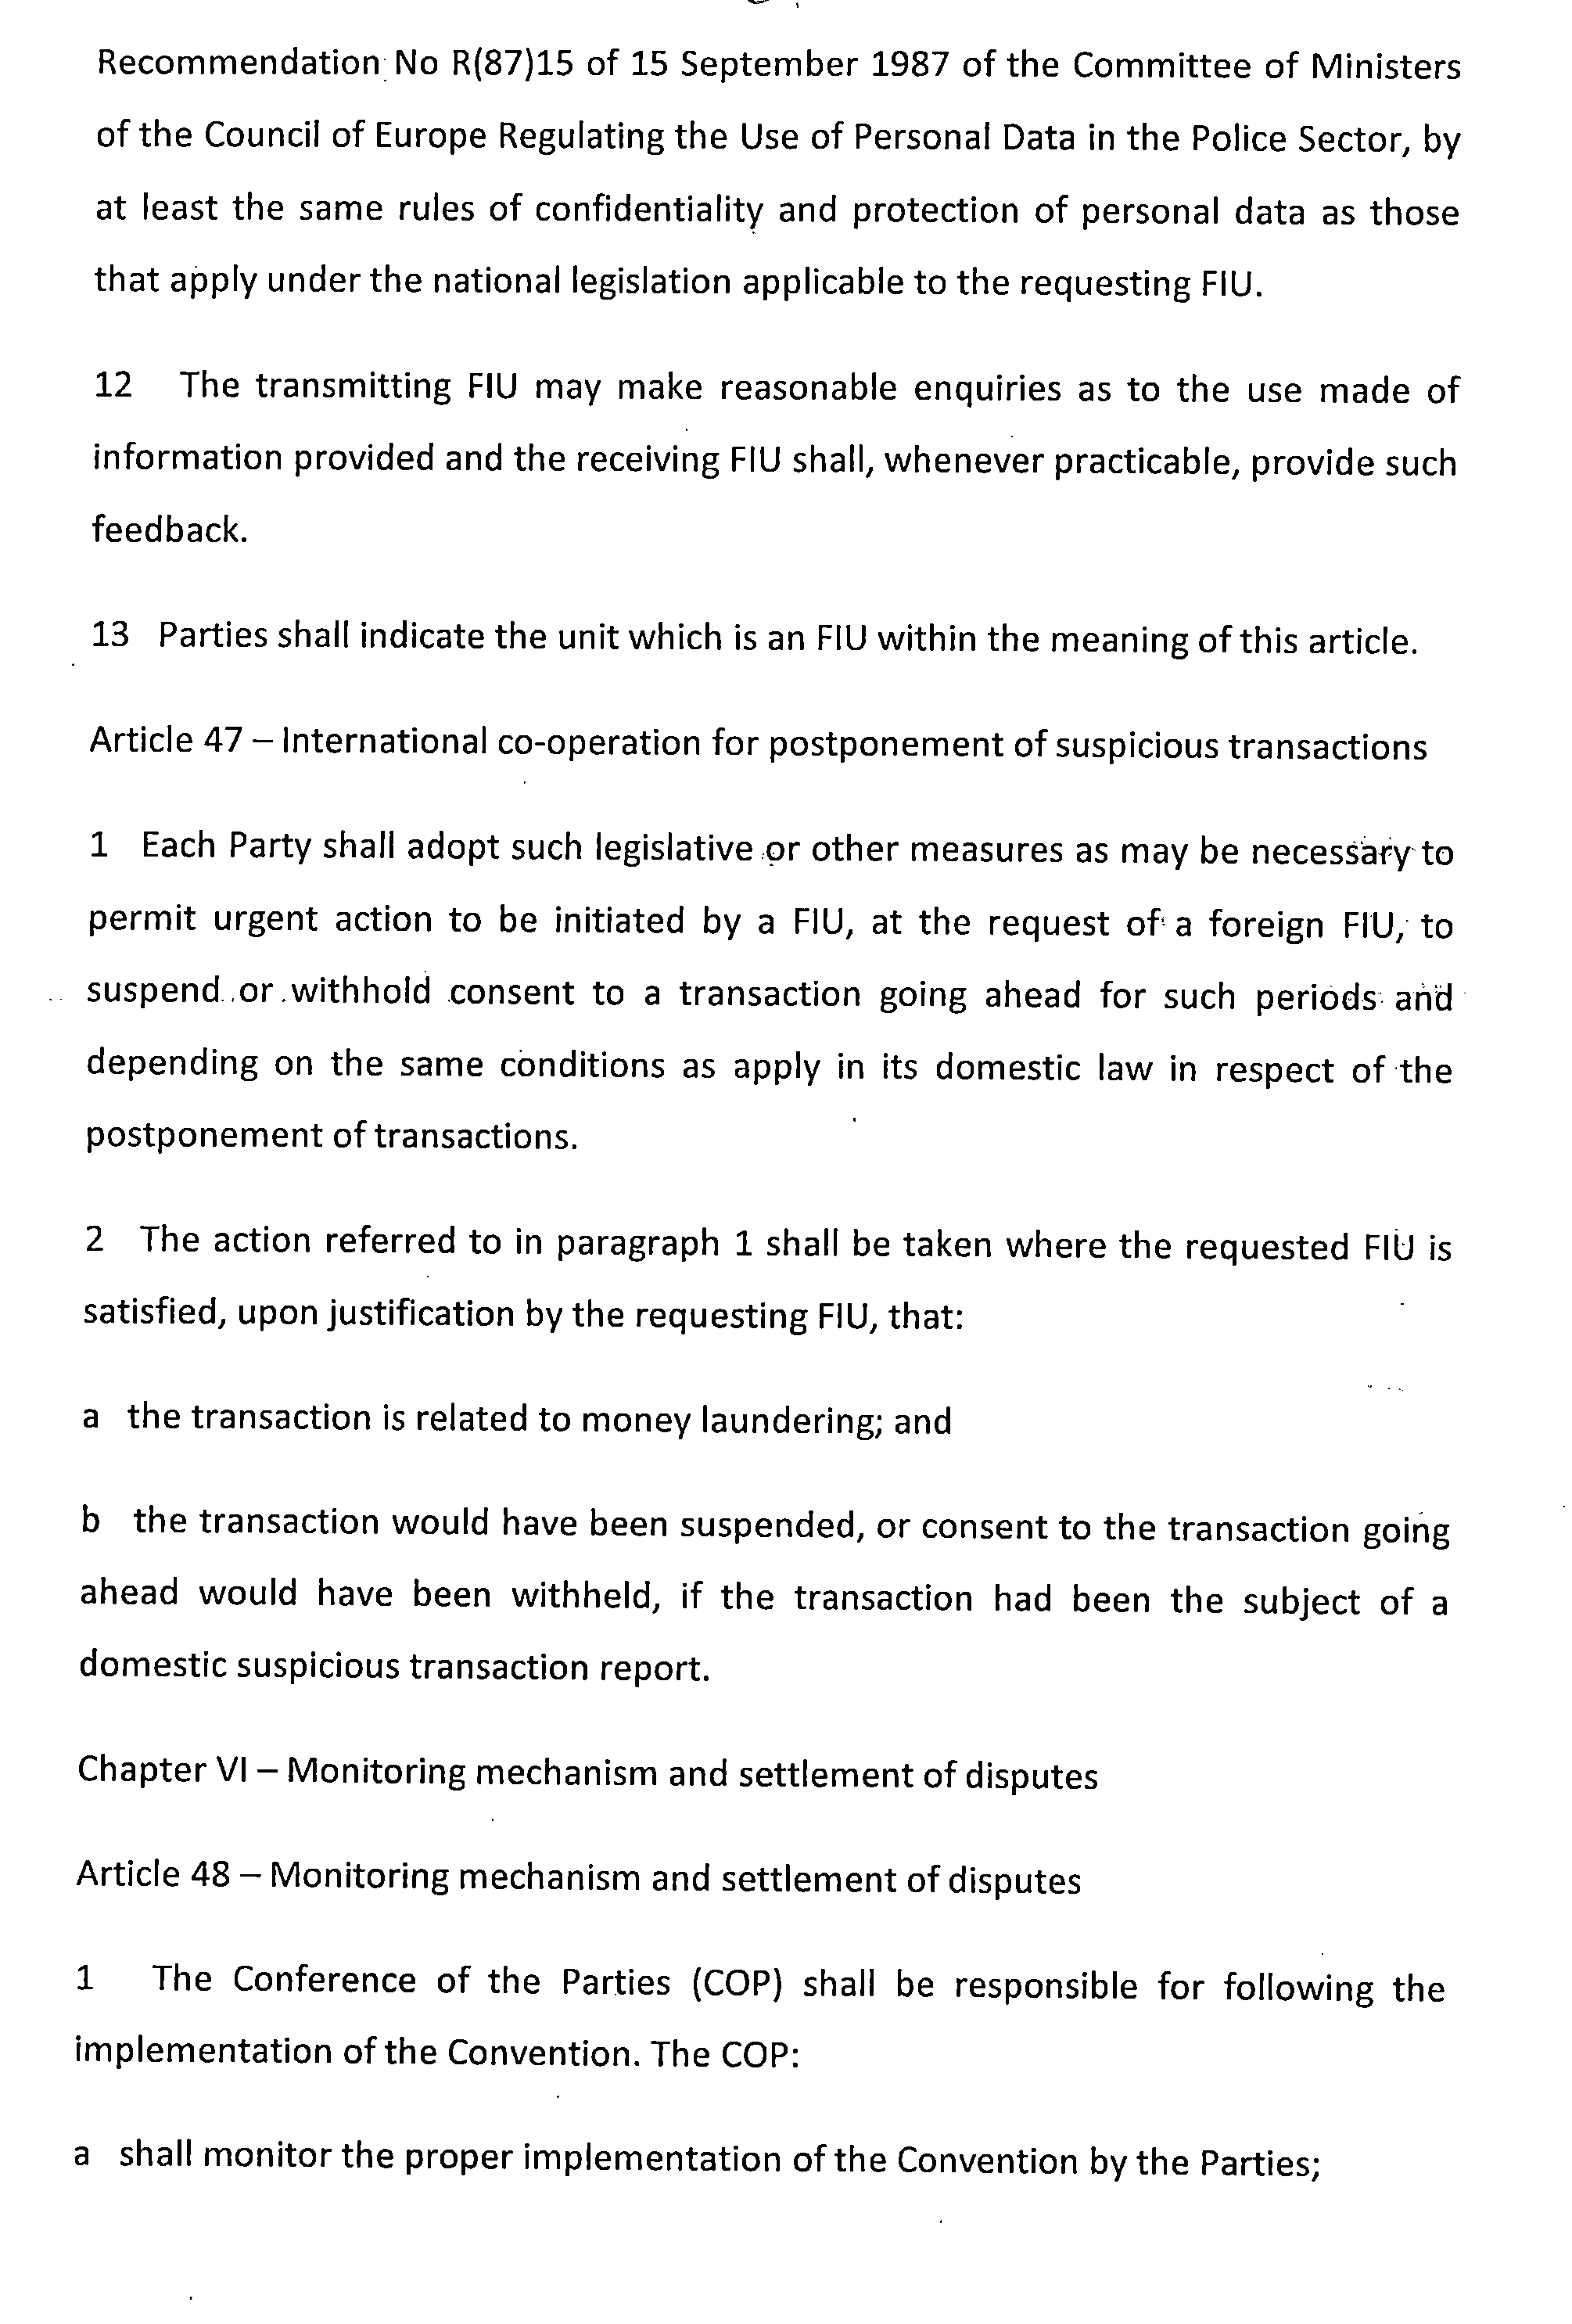 Recommendation No R(87)15 of 15 September 1987 of the Committee of Ministers
of the Council of Europe Regulating the Use of Personal Data in the Police Sector, by
at least the same rules of confidentiality and protection of personal data as those
that apply under the national legislation applicable to the requesting FIU.
12 The transmitting FIU may make reasonable enquiries as to the use made of
information provided and the receiving FIU shall, whenever practicable, provide such
feedback.
13 Parties shall indicate the unit which is an FIU within the meaning of this article.
Article 47 – International co-operation for postponement of suspicious transactions
1 Each Party shall adopt such legislative or other measures as may be necessary to
permit urgent action to be initiated by a FIU, at the request of a foreign FIU, to
suspend or withhold consent to a transaction going ahead for such periods and
depending on the same conditions as apply in its domestic law in respect of the
postponement of transactions.
2 The action referred to in paragraph 1 shall be taken where the requested FIU is
satisfied, upon justification by the requesting FIU, that:
a the transaction is related to money laundering; and
b the transaction would have been suspended, or consent to the transaction going
ahead would have been withheld, if the transaction had been the subject of a
domestic suspicious transaction report.
Chapter VI – Monitoring mechanism and settlement of disputes
Article 48 – Monitoring mechanism and settlement of disputes
1 The Conference of the Parties (COP) shall be responsible for following the
implementation of the Convention. The COP:
a shall monitor the proper implementation of the Convention by the Parties;